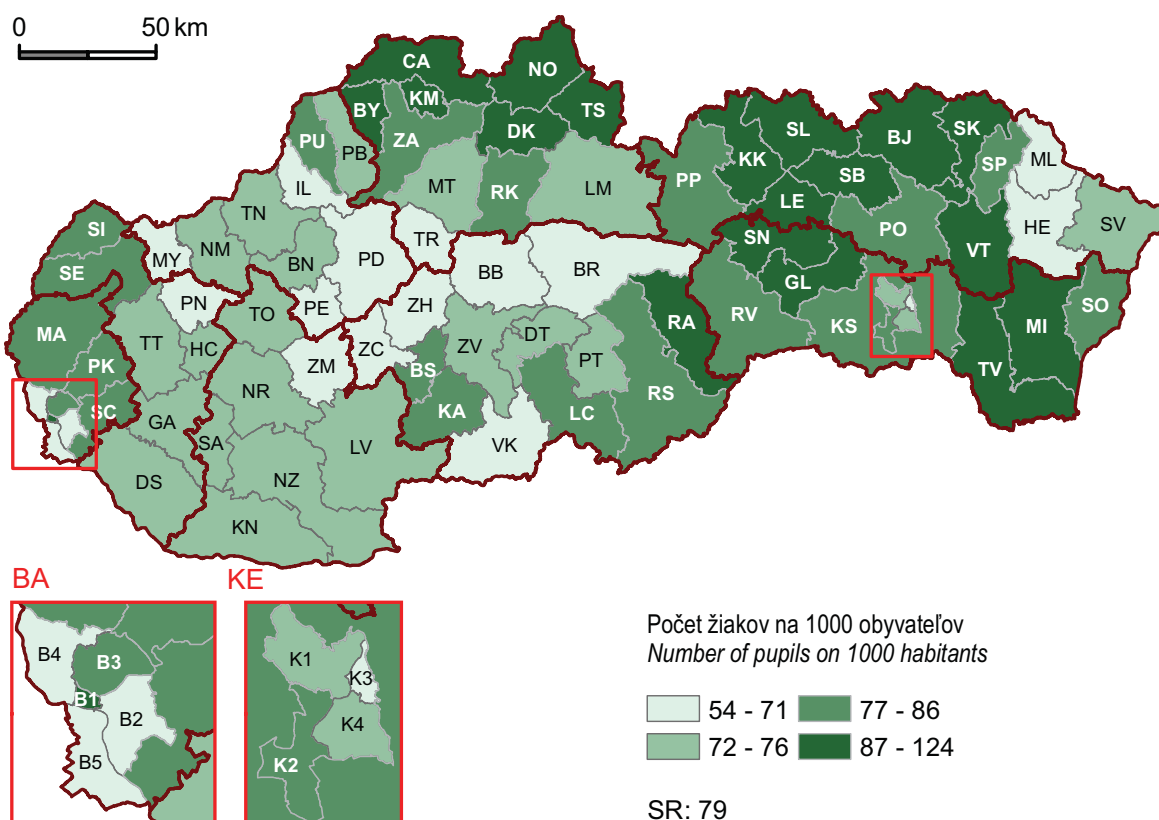 0 50 km
CA
NO
KM
BY
TS
PU
PB
ZA
DK
SL
BJ
SK
IL
MT
RK
LM
PP
KK
SB
SP
ML
TN
LE
PO
HE
SV
SI
MY
NM
BN
PD
TR
SN
VT
SE
BB
BR
GL
PN
PE
ZH
TO
RV
KS
SO
MA
TT
HC
ZM
ZC
ZV
DT
RA
MI
PK
BS
PT
TV
SC
NR
KA
LC
RS
GA
SA
LV
VK
DS
NZ
KN
BA
KE
B4
B3
B1
B2
B5
K1
K3
K4
K2
Počet žiakov na 1000 obyvateľov
Number of pupils on 1000 habitants
54 - 71 77 - 86
72 - 76 87 - 124
SR: 79